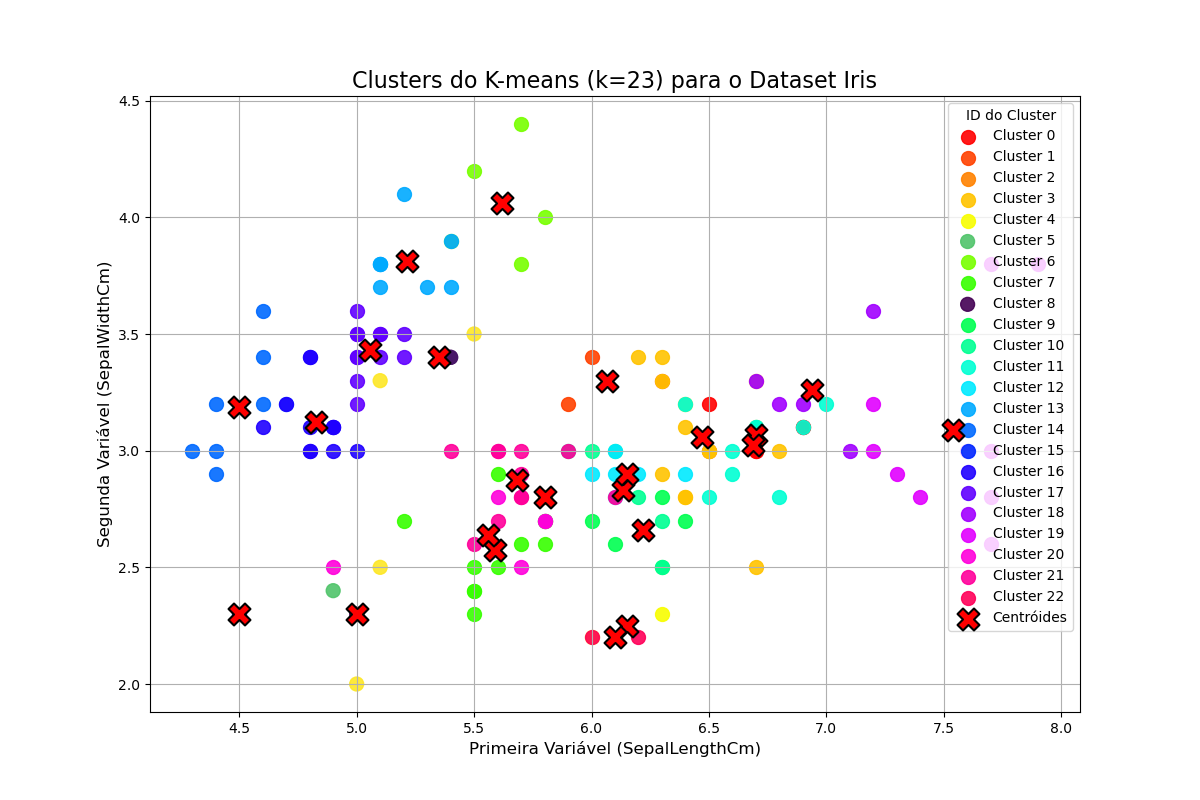 Clusters do K-means (k=23) para o Dataset Iris
Segunda Variável (SepalWidthCm)
4.5
4.0
3.5
3.0
2.5
2.0
4.5
5.0
5.5
6.0
6.5
7.0
7.5
8.0
Primeira Variável (SepalLengthCm)
ID do Cluster
Cluster 0
Cluster 1
Cluster 2
Cluster 3
Cluster 4
Cluster 5
Cluster 6
Cluster 7
Cluster 8
Cluster 9
Cluster 10
Cluster 11
Cluster 12
Cluster 13
Cluster 14
Cluster 15
Cluster 16
Cluster 17
Cluster 18
Cluster 19
Cluster 20
Cluster 21
Cluster 22
Centróides